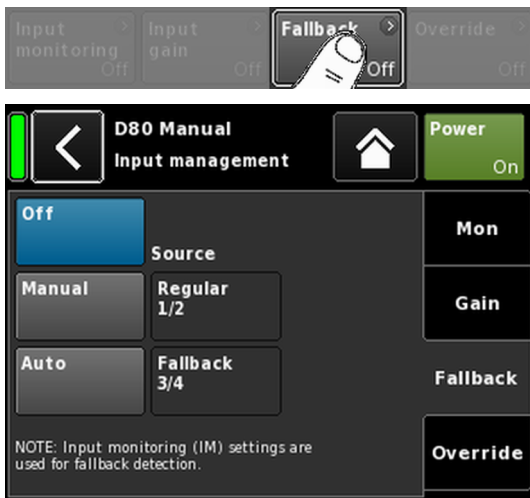 Input monitoring Off
Input gain Off
Fallback Off
Override Off
D80 Manual
Input management
Power
On
Off
Source
Manual
Regular
1/2
Auto
Fallback
3/4
NOTE: Input monitoring (IM) settings are
used for fallback detection.
Mon
Gain
Fallback
Override